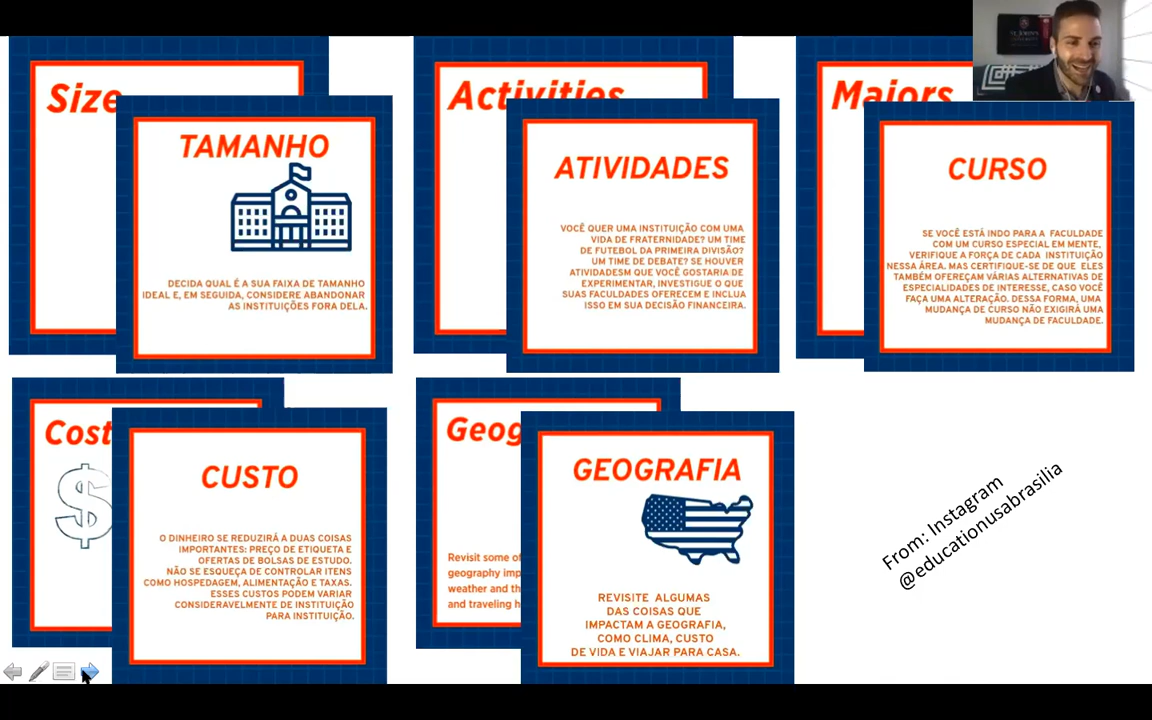 Size
TAMANHO
DECIDA QUAL É A SUA FAIXA DE TAMANHO
IDEAL E, EM SEGUIDA, CONSIDERE ABANDONAR
AS INSTITUIÇÕES FORA DELA.
Activities
ATIVIDADES
VOCÊ QUER UMA INSTITUIÇÃO COM UMA
VIDA DE FRATERNIDADE? UM TIME
DE FUTEBOL DA PRIMEIRA DIVISÃO?
UM TIME DE DEBATE? SE HOUVER
ATIVIDADESM QUE VOCÊ GOSTARIA DE
EXPERIMENTAR, INVESTIGUE O QUE
SUAS FACULDADES OFERECEM E INCLUA
ISSO EM SUA DECISÃO FINANCEIRA.
Majors
CURSO
SE VOCÊ ESTÁ INDO PARA A FACULDADE
COM UM CURSO ESPECIAL EM MENTE,
VERIFIQUE A FORÇA DE CADA INSTITUIÇÃO
NESSA ÁREA. MAS CERTIFIQUE-SE DE QUE ELES
TAMBÉM OFEREÇAM VÁRIAS ALTERNATIVAS DE
ESPECIALIDADES DE INTERESSE, CASO VOCÊ
FAÇA UMA ALTERAÇÃO. DESSA FORMA, UMA
MUDANÇA DE CURSO NÃO EXIGIRÁ UMA
MUDANÇA DE FACULDADE.
ST. JOHN'S
Cost
$
CUSTO
O DINHEIRO SE REDUZIRÁ A DUAS COISAS
IMPORTANTES: PREÇO DE ETIQUETA E
OFERTAS DE BOLSAS DE ESTUDO.
NÃO SE ESQUEÇA DE CONTROLAR ITENS
COMO HOSPEDAGEM, ALIMENTAÇÃO E TAXAS.
ESSES CUSTOS PODEM VARIAR
CONSIDERAVELMENTE DE INSTITUIÇÃO
PARA INSTITUIÇÃO.
Geog
Revisit some of
geography imp
weather and th
and traveling h
GEOGRAFIA
REVISITE ALGUMAS
DAS COISAS QUE
IMPACTAM A GEOGRAFIA,
COMO CLIMA, CUSTO
DE VIDA E VIAJAR PARA CASA.
From: Instagram
@educationusabrasilia